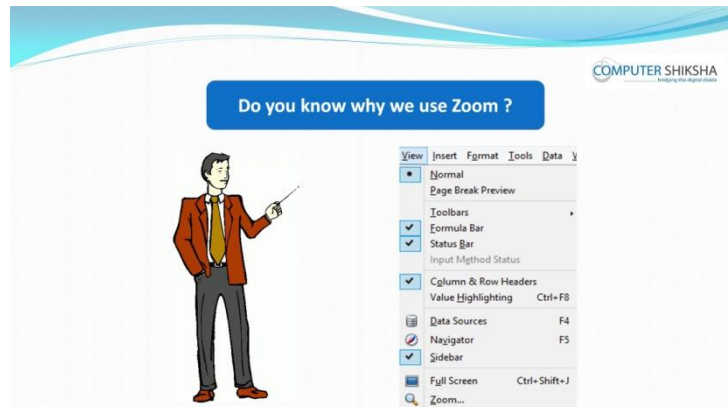 COMPUTER SHIKSHA
bridging the digital divide
Do you know why we use Zoom ?
View Insert Format Tools Data
Normal
Page Break Preview
Toolbars
Formula Bar
Status Bar
Input Method Status
Column & Row Headers
Value Highlighting Ctrl+F8
Data Sources F4
Navigator F5
Sidebar
Full Screen Ctrl+Shift+J
Zoom...